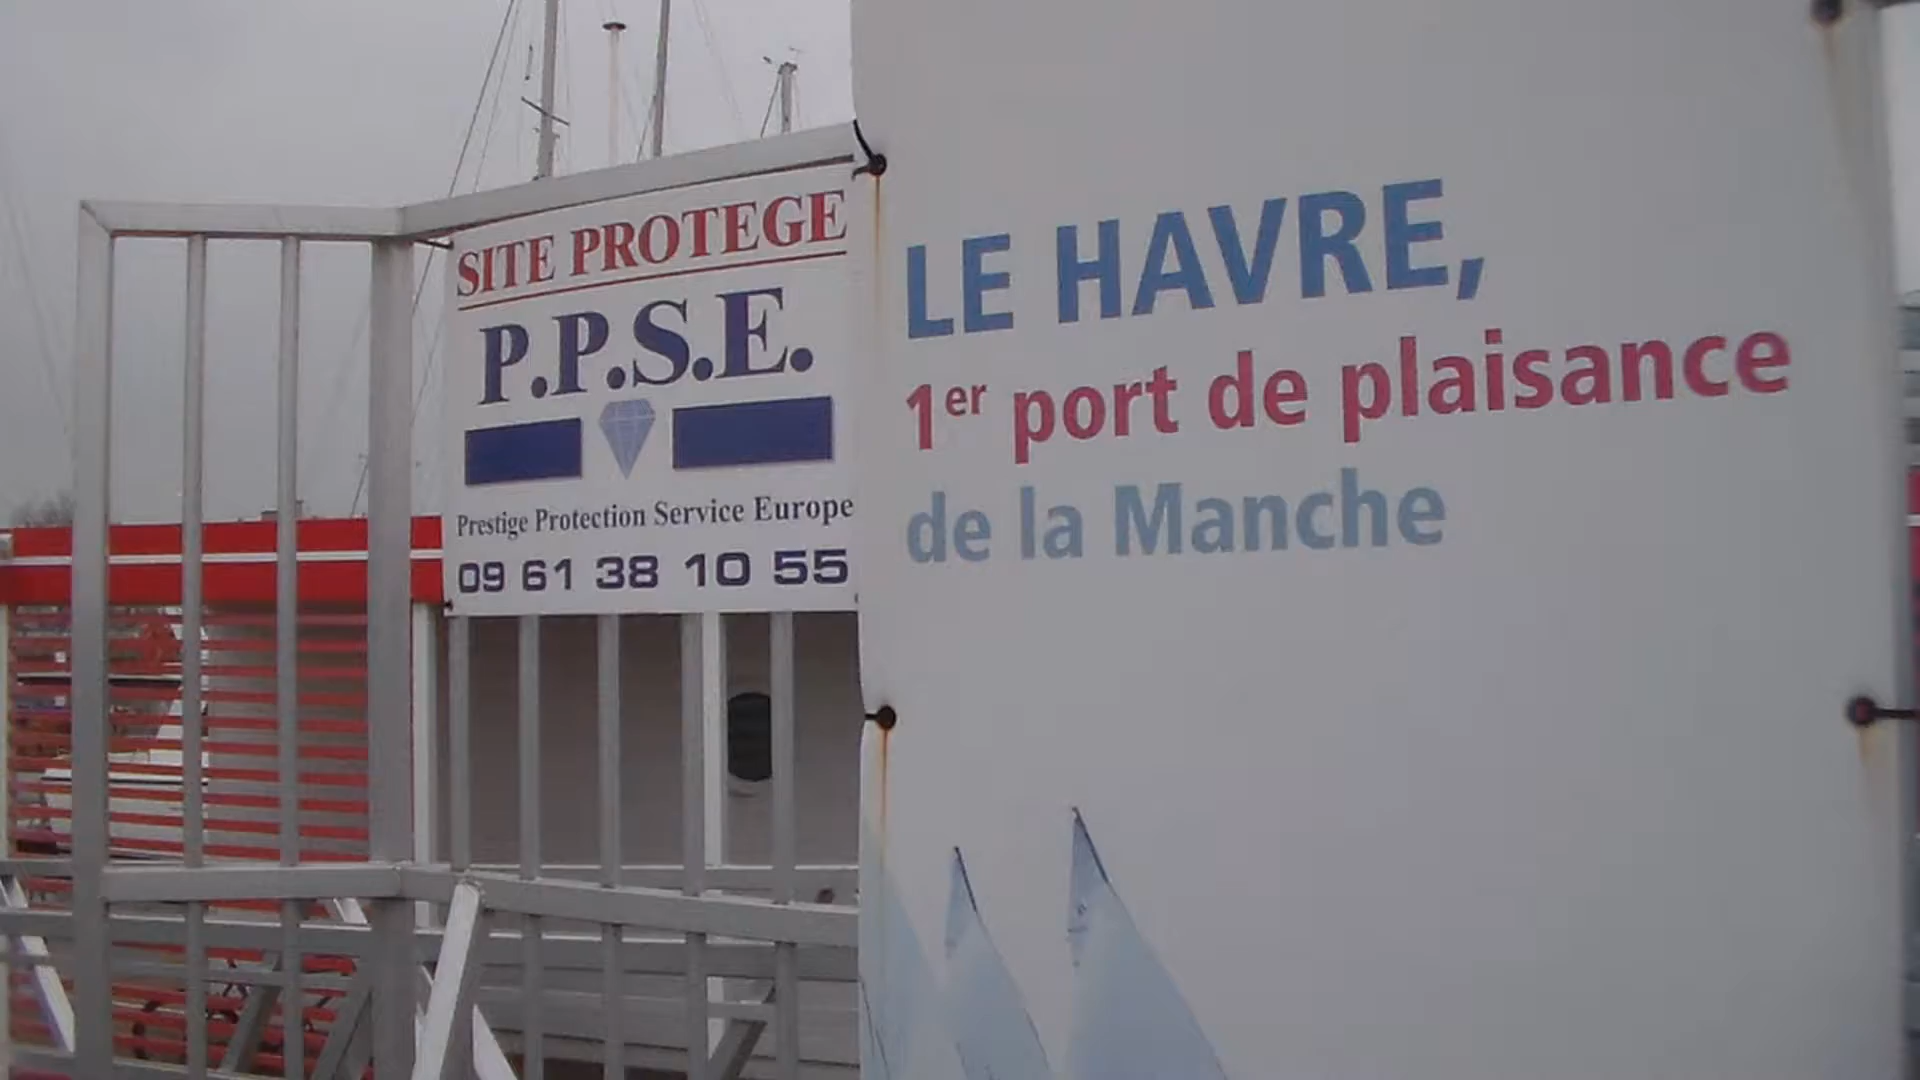 SITE PROTEGE
P.P.S.E.
Prestige Protection Service Europe
09 61 38 10 55
LE HAVRE,
1er port de plaisance
de la Manche